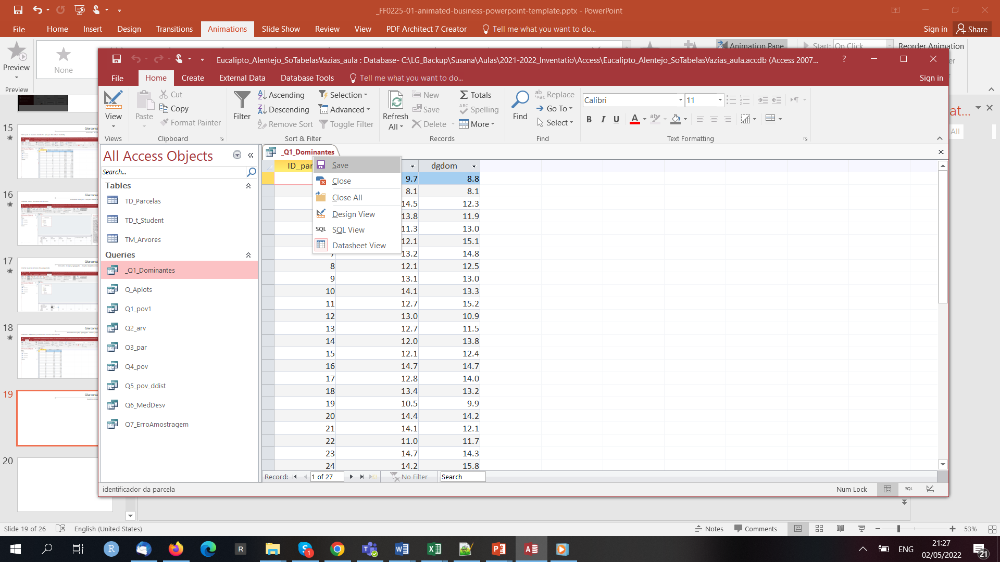 _FF0225-01-animated-business-powerpoint-template.pptx - PowerPoint
File Home Insert Design Transitions Animations Slide Show Review View PDF Architect 7 Creator Tell me what you want to do... Sign in Share
Preview
None
Preview
Animation Pane
Start: On Click
Reorder Animation
Eucalipto_Alentejo_SoTabelasVazias_aula : Database- C:\LG_Backup\Susana\Aulas\2021-2022_Inventatio\Access\Eucalipto_Alentejo_SoTabelasVazias_aula.accdb (Access 2007...
File Home Create External Data Database Tools Tell me what you want to do... Sign in
View
Views
Paste
Cut
Copy
Format Painter
Clipboard
Filter
Ascending
Descending
Remove Sort
Selection
Advanced
Toggle Filter
Sort & Filter
Refresh All
New
Save
Delete
Totals
Spelling
More
Records
Find
Replace
Go To
Select
Find
Calibri 11
B I U A
Text Formatting
at...
All
All Access Objects
Search...
Tables
TD_Parcelas
TD_t_Student
TM_Arvores
Queries
_Q1_Dominantes
Q_Aplots
Q1_pov1
Q2_arv
Q3_par
Q4_pov
Q5_pov_ddist
Q6_MedDesv
Q7_ErroAmostragem
_Q1_Dominantes
ID_par dgdom
Save
Close
Close All
Design View
SQL SQL View
Datasheet View
9.7 8.8
8.1 8.1
14.5 12.3
13.8 11.9
11.3 13.0
12.1 15.1
7 13.2 14.8
8 12.1 12.5
9 13.1 13.0
10 14.1 13.3
11 12.7 15.2
12 13.0 10.9
13 12.7 11.5
14 12.0 13.8
15 12.1 12.4
16 14.7 14.7
17 12.8 14.0
18 13.4 13.2
19 10.5 9.9
20 14.4 14.2
21 14.1 12.1
22 11.0 11.7
23 14.7 14.3
24 14.2 15.8
Record: 1 of 27 No Filter Search
identificador da parcela
Num Lock
SQL
15
16
17
18
19
20
Slide 19 of 26 English (United States)
Notes Comments 53%
ENG
21:27
02/05/2022
21